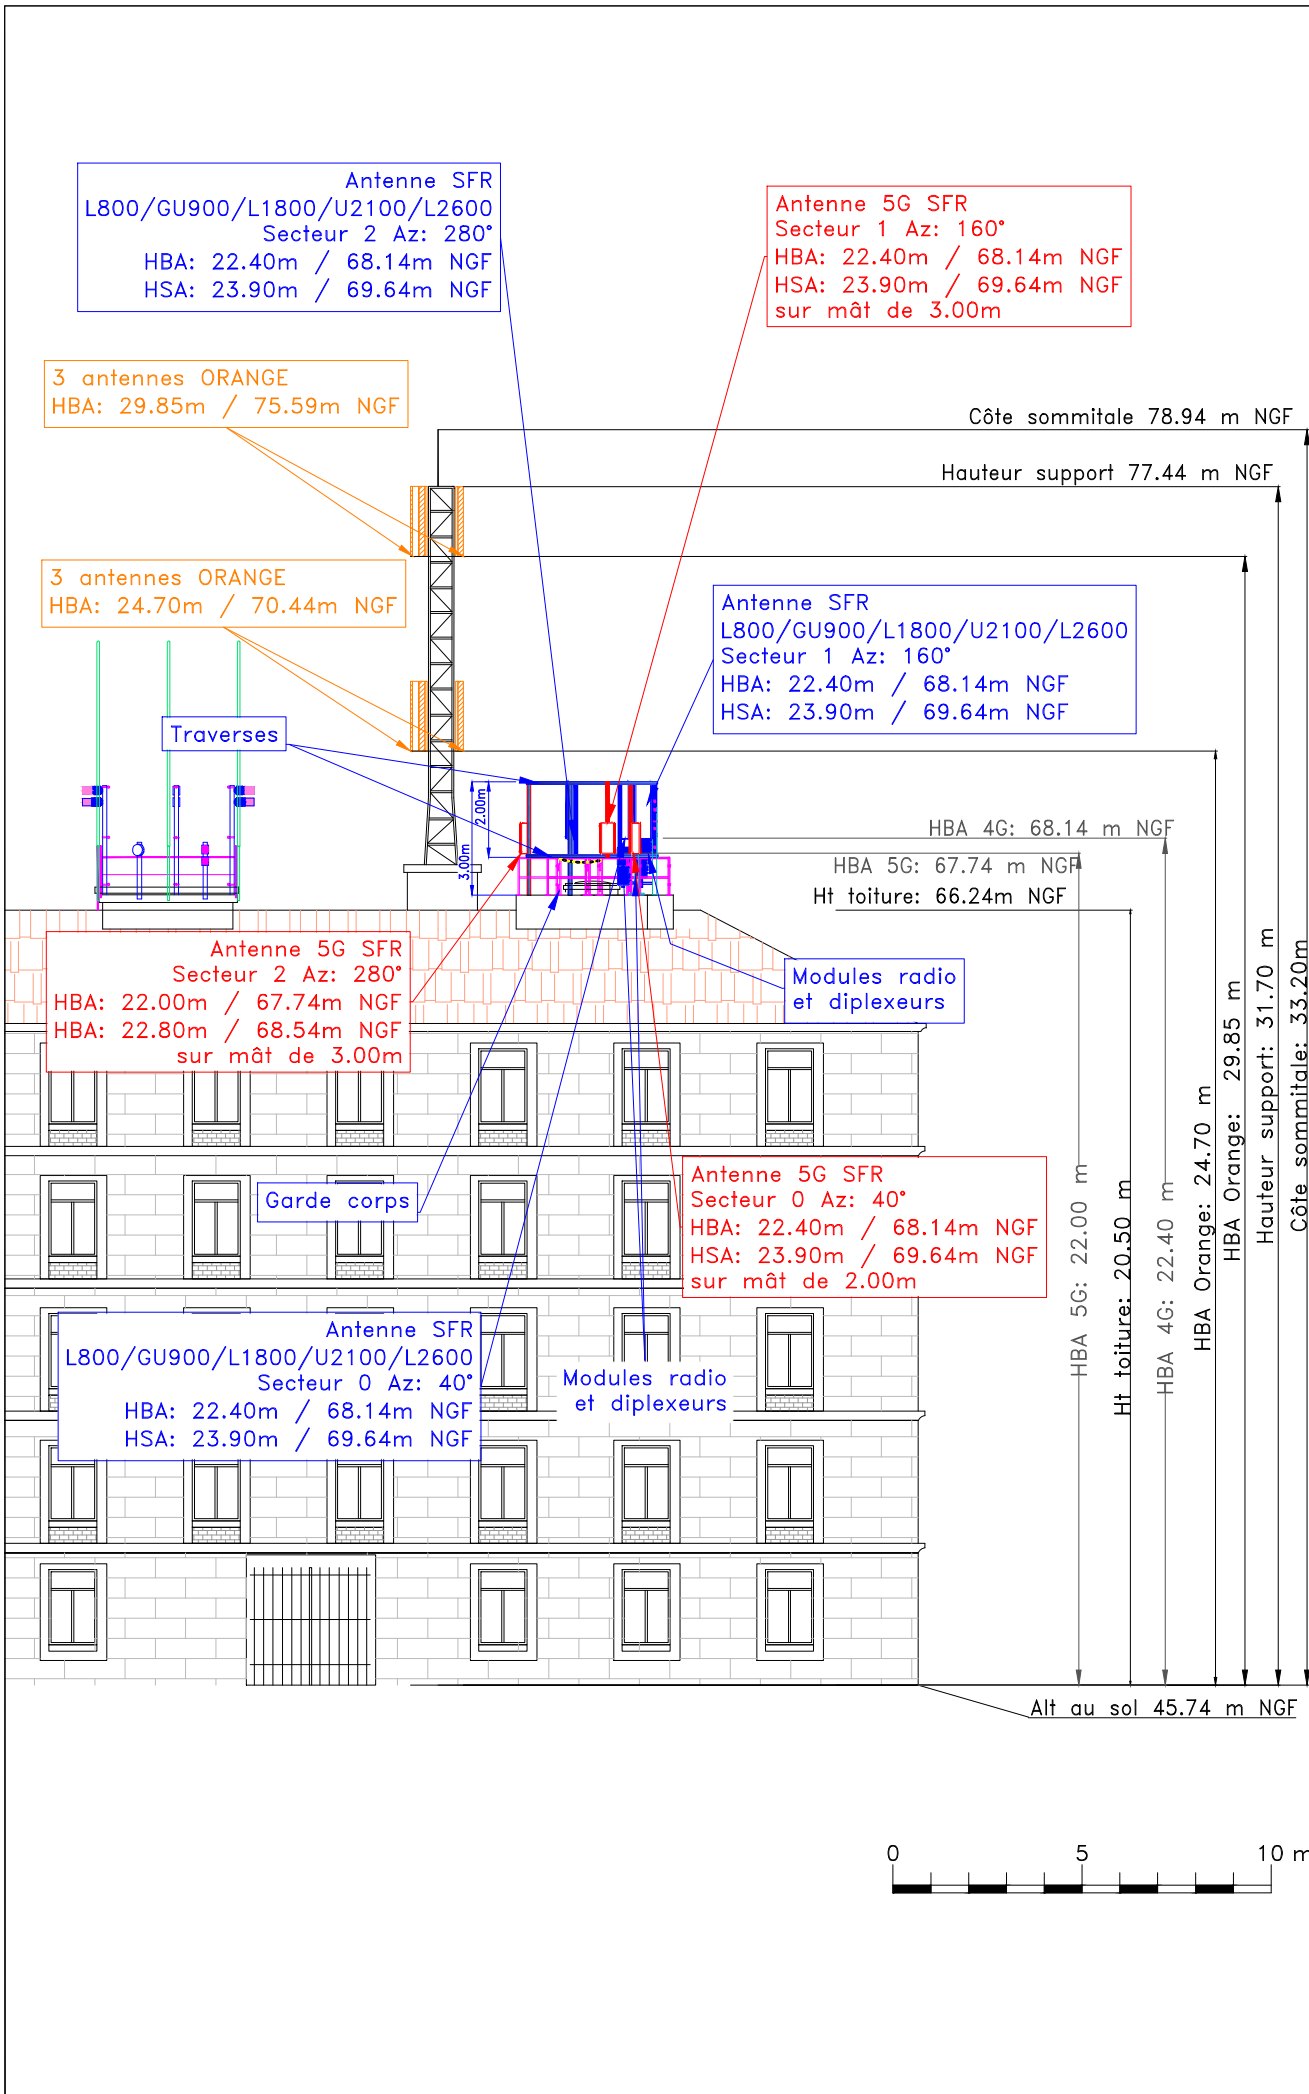 Antenne SFR
L800/GU900/L1800/U2100/L2600
Secteur 2 Az: 280°
HBA: 22.40m / 68.14m NGF
HSA: 23.90m / 69.64m NGF
Antenne 5G SFR
Secteur 1 Az: 160°
HBA: 22.40m / 68.14m NGF
HSA: 23.90m / 69.64m NGF
sur mât de 3.00m
3 antennes ORANGE
HBA: 29.85m / 75.59m NGF
Côte sommitale 78.94 m NGF
Hauteur support 77.44 m NGF
3 antennes ORANGE
HBA: 24.70m / 70.44m NGF
Antenne SFR
L800/GU900/L1800/U2100/L2600
Secteur 1 Az: 160°
HBA: 22.40m / 68.14m NGF
HSA: 23.90m / 69.64m NGF
Traverses
2.00m
3.00m
HBA 4G: 68.14 m NGF
HBA 5G: 67.74 m NGF
Ht toiture: 66.24m NGF
Antenne 5G SFR
Secteur 2 Az: 280°
HBA: 22.00m / 67.74m NGF
HBA: 22.80m / 68.54m NGF
sur mât de 3.00m
Modules radio
et diplexeurs
Garde corps
Antenne 5G SFR
Secteur 0 Az: 40°
HBA: 22.40m / 68.14m NGF
HSA: 23.90m / 69.64m NGF
sur mât de 2.00m
Antenne SFR
L800/GU900/L1800/U2100/L2600
Secteur 0 Az: 40°
HBA: 22.40m / 68.14m NGF
HSA: 23.90m / 69.64m NGF
Modules radio
et diplexeurs
HBA 5G: 22.00 m
Ht toiture: 20.50 m
HBA 4G: 22.40 m
HBA Orange: 24.70 m
HBA Orange: 29.85 m
Hauteur support: 31.70 m
Côte sommitale: 33.20m
Alt au sol 45.74 m NGF
0 5 10 m